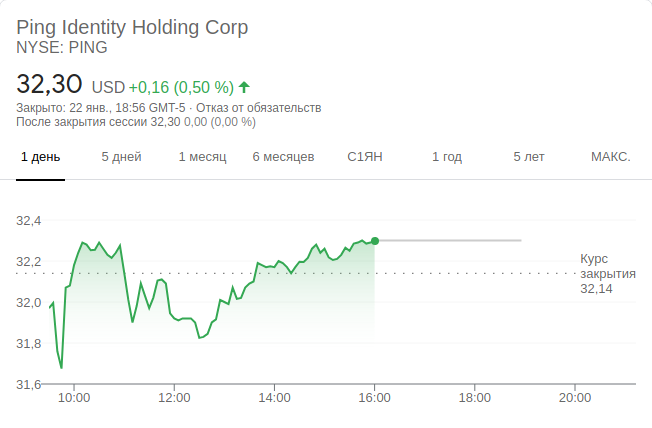 Ping Identity Holding Corp
NYSE: PING
32,30 USD +0,16 (0,50 %)
Закрыто: 22 янв., 18:56 GMT-5 · Отказ от обязательств
После закрытия сессии 32,30 0,00 (0,00 %)
1 день 5 дней 1 месяц 6 месяцев С1ЯН 1 год 5 лет МАКС.
32,4
32,2
32,0
31,8
31,6
Курс
закрытия
32,14
10:00 12:00 14:00 16:00 18:00 20:00